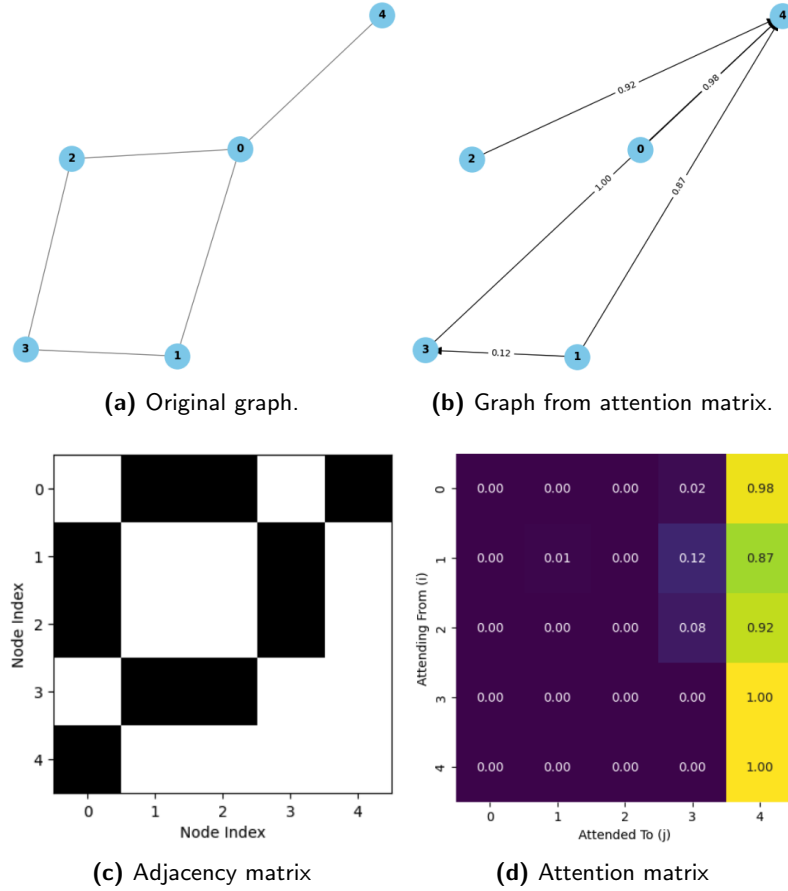 4
0
2
3
1
(a) Original graph.
4
0.92
0.98
0
2
1.00
0.87
3
0.12
1
(b) Graph from attention matrix.
Node Index
0
1
2
3
4
0 1 2 3 4
Node Index
(c) Adjacency matrix
Attending From (i)
0 0.00 0.00 0.00 0.02 0.98
1 0.00 0.01 0.00 0.12 0.87
2 0.00 0.00 0.00 0.08 0.92
3 0.00 0.00 0.00 0.00 1.00
4 0.00 0.00 0.00 0.00 1.00
0 1 2 3 4
Attended To (j)
(d) Attention matrix